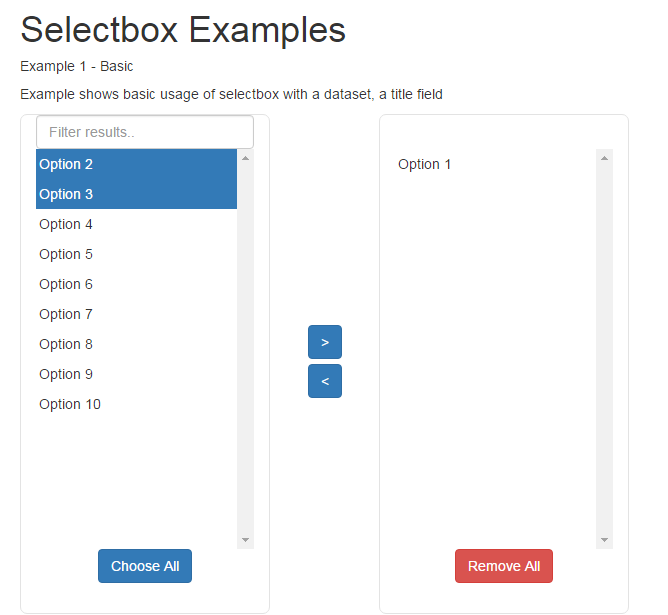 Selectbox Examples
Example 1 - Basic
Example shows basic usage of selectbox with a dataset, a title field
Filter results..
Option 2
Option 3
Option 4
Option 5
Option 6
Option 7
Option 8
Option 9
Option 10
Choose All
>
<
Option 1
Remove All